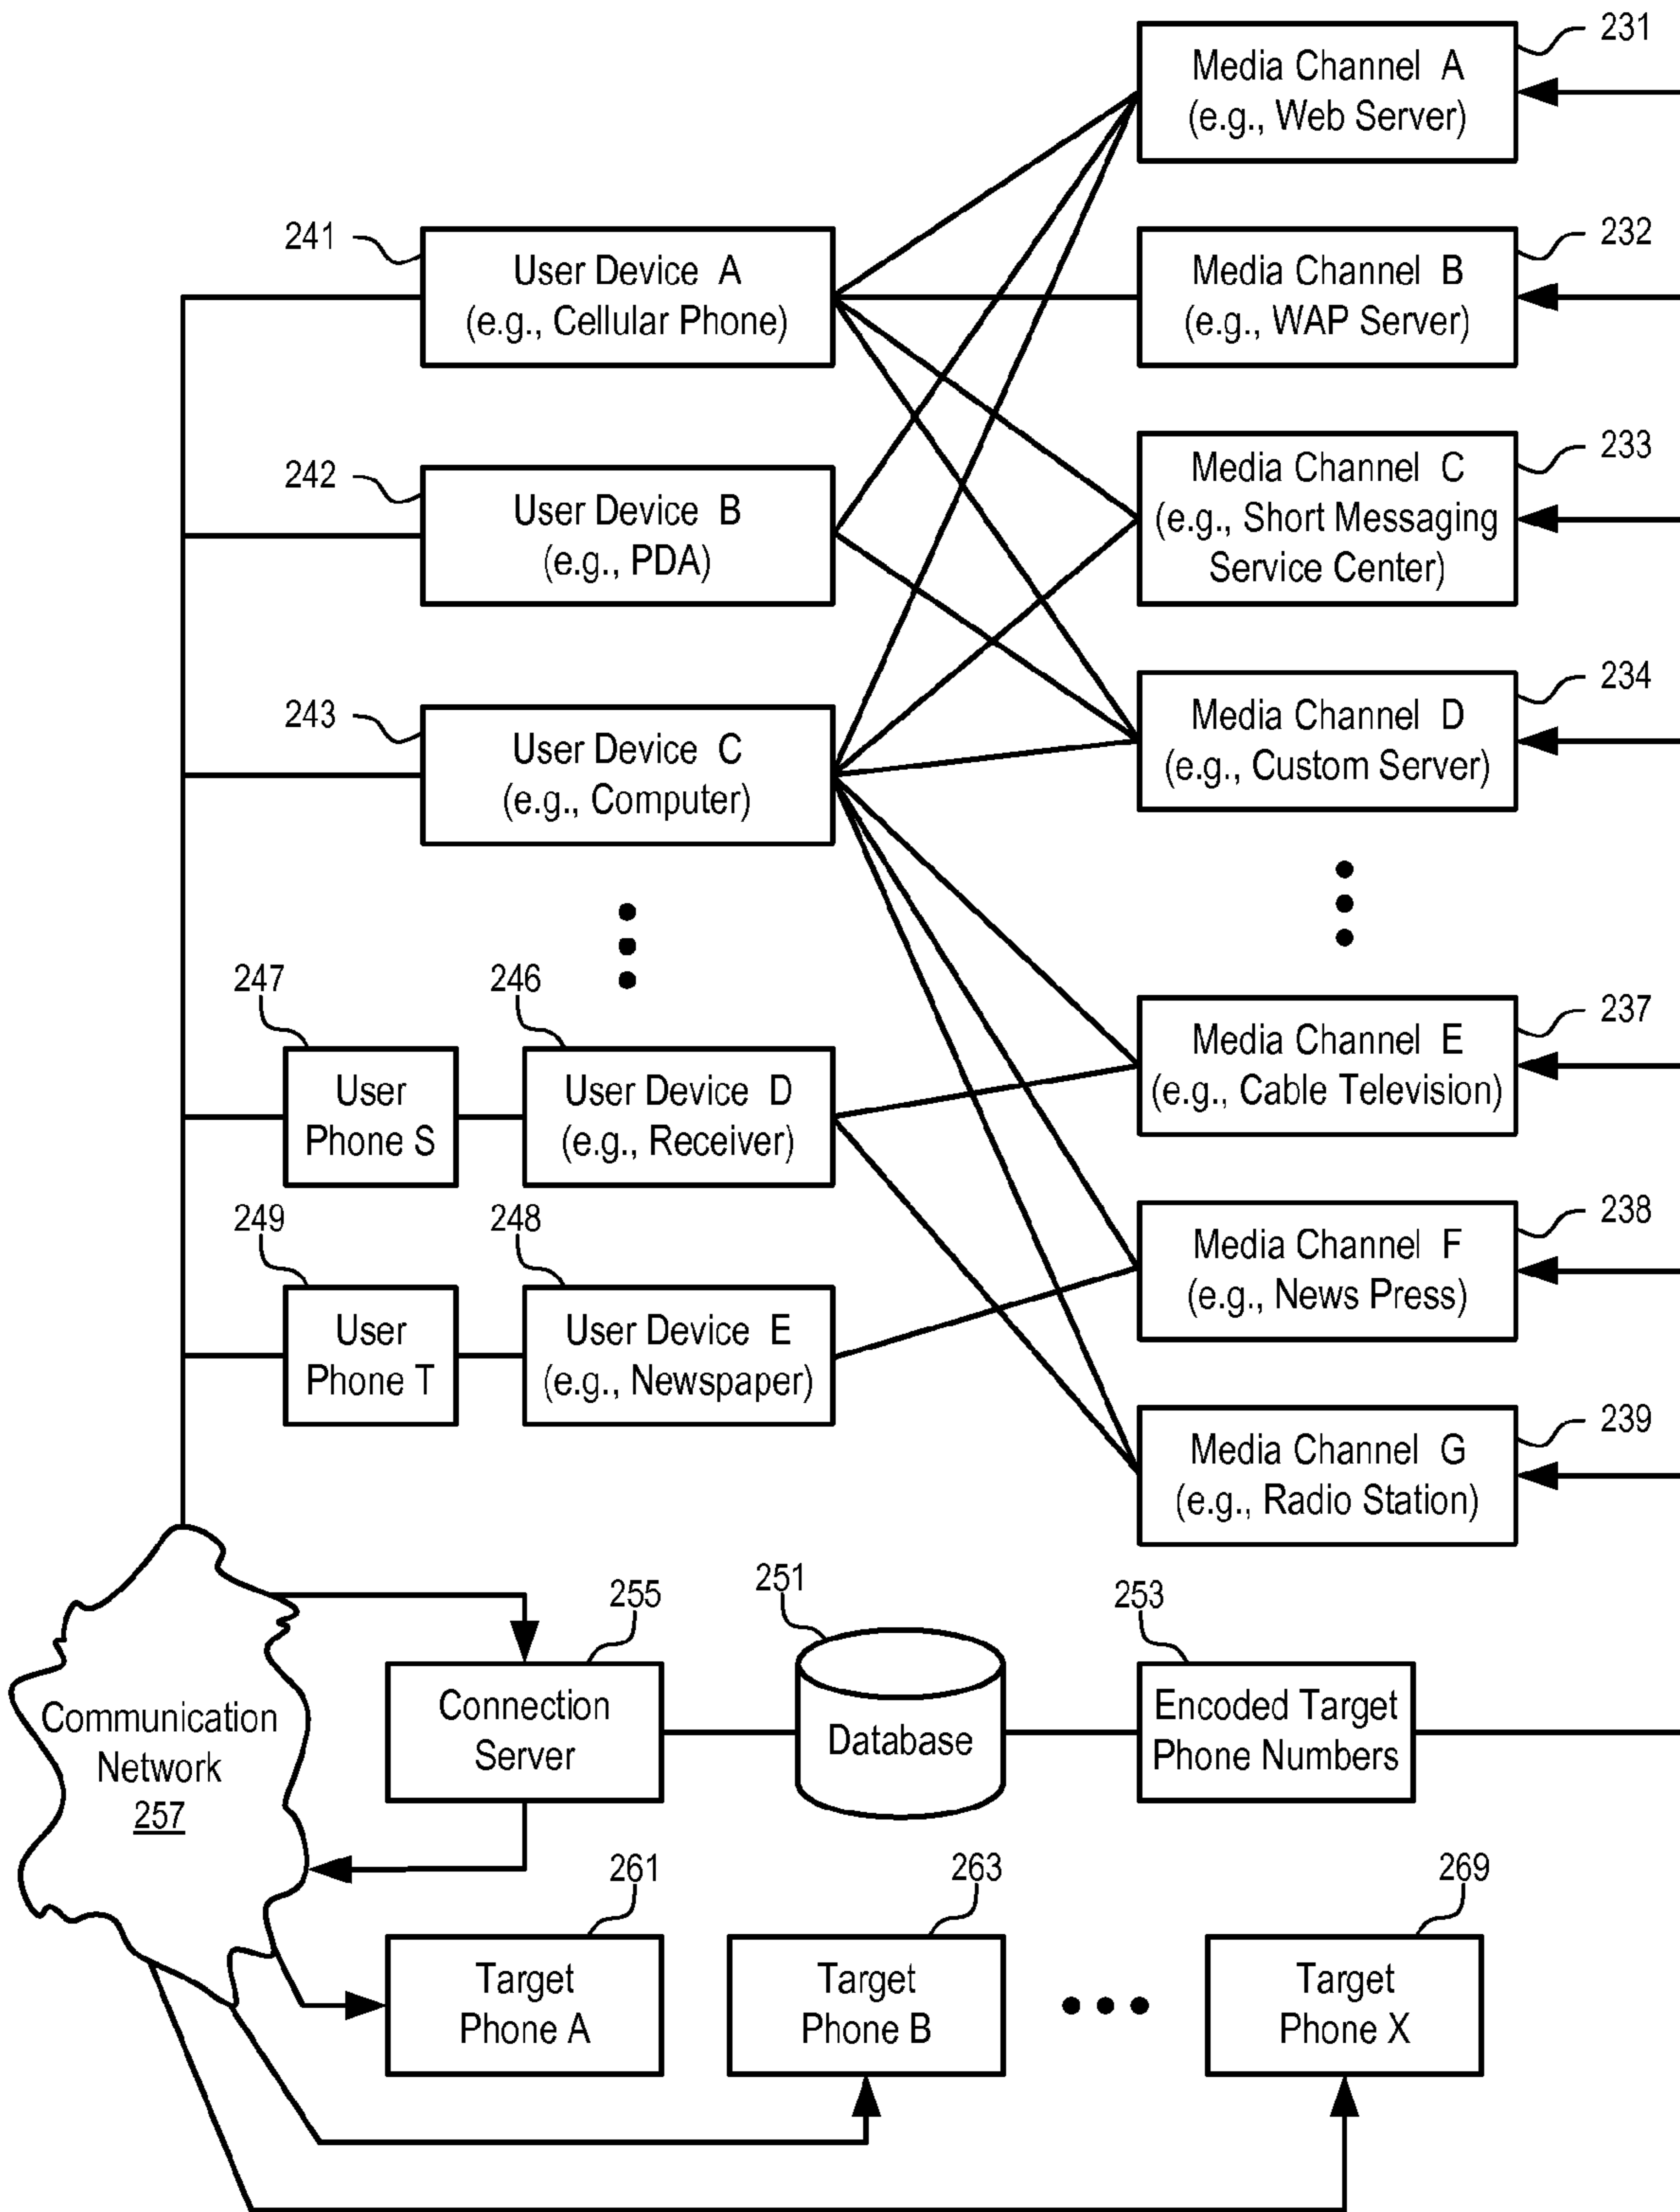 231
Media Channel A
(e.g., Web Server)
241
User Device A
(e.g., Cellular Phone)
232
Media Channel B
(e.g., WAP Server)
242
User Device B
(e.g., PDA)
233
Media Channel C
(e.g., Short Messaging
Service Center)
243
User Device C
(e.g., Computer)
234
Media Channel D
(e.g., Custom Server)
247
User
Phone S
246
User Device D
(e.g., Receiver)
237
Media Channel E
(e.g., Cable Television)
249
User
Phone T
248
User Device E
(e.g., Newspaper)
238
Media Channel F
(e.g., News Press)
239
Media Channel G
(e.g., Radio Station)
Communication
Network
257
255
Connection
Server
251
Database
253
Encoded Target
Phone Numbers
261
Target
Phone A
263
Target
Phone B
269
Target
Phone X